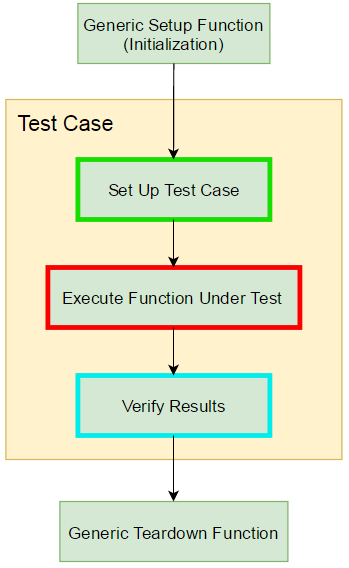 Generic Setup Function
(Initialization)
Test Case
Set Up Test Case
Execute Function Under Test
Verify Results
Generic Teardown Function